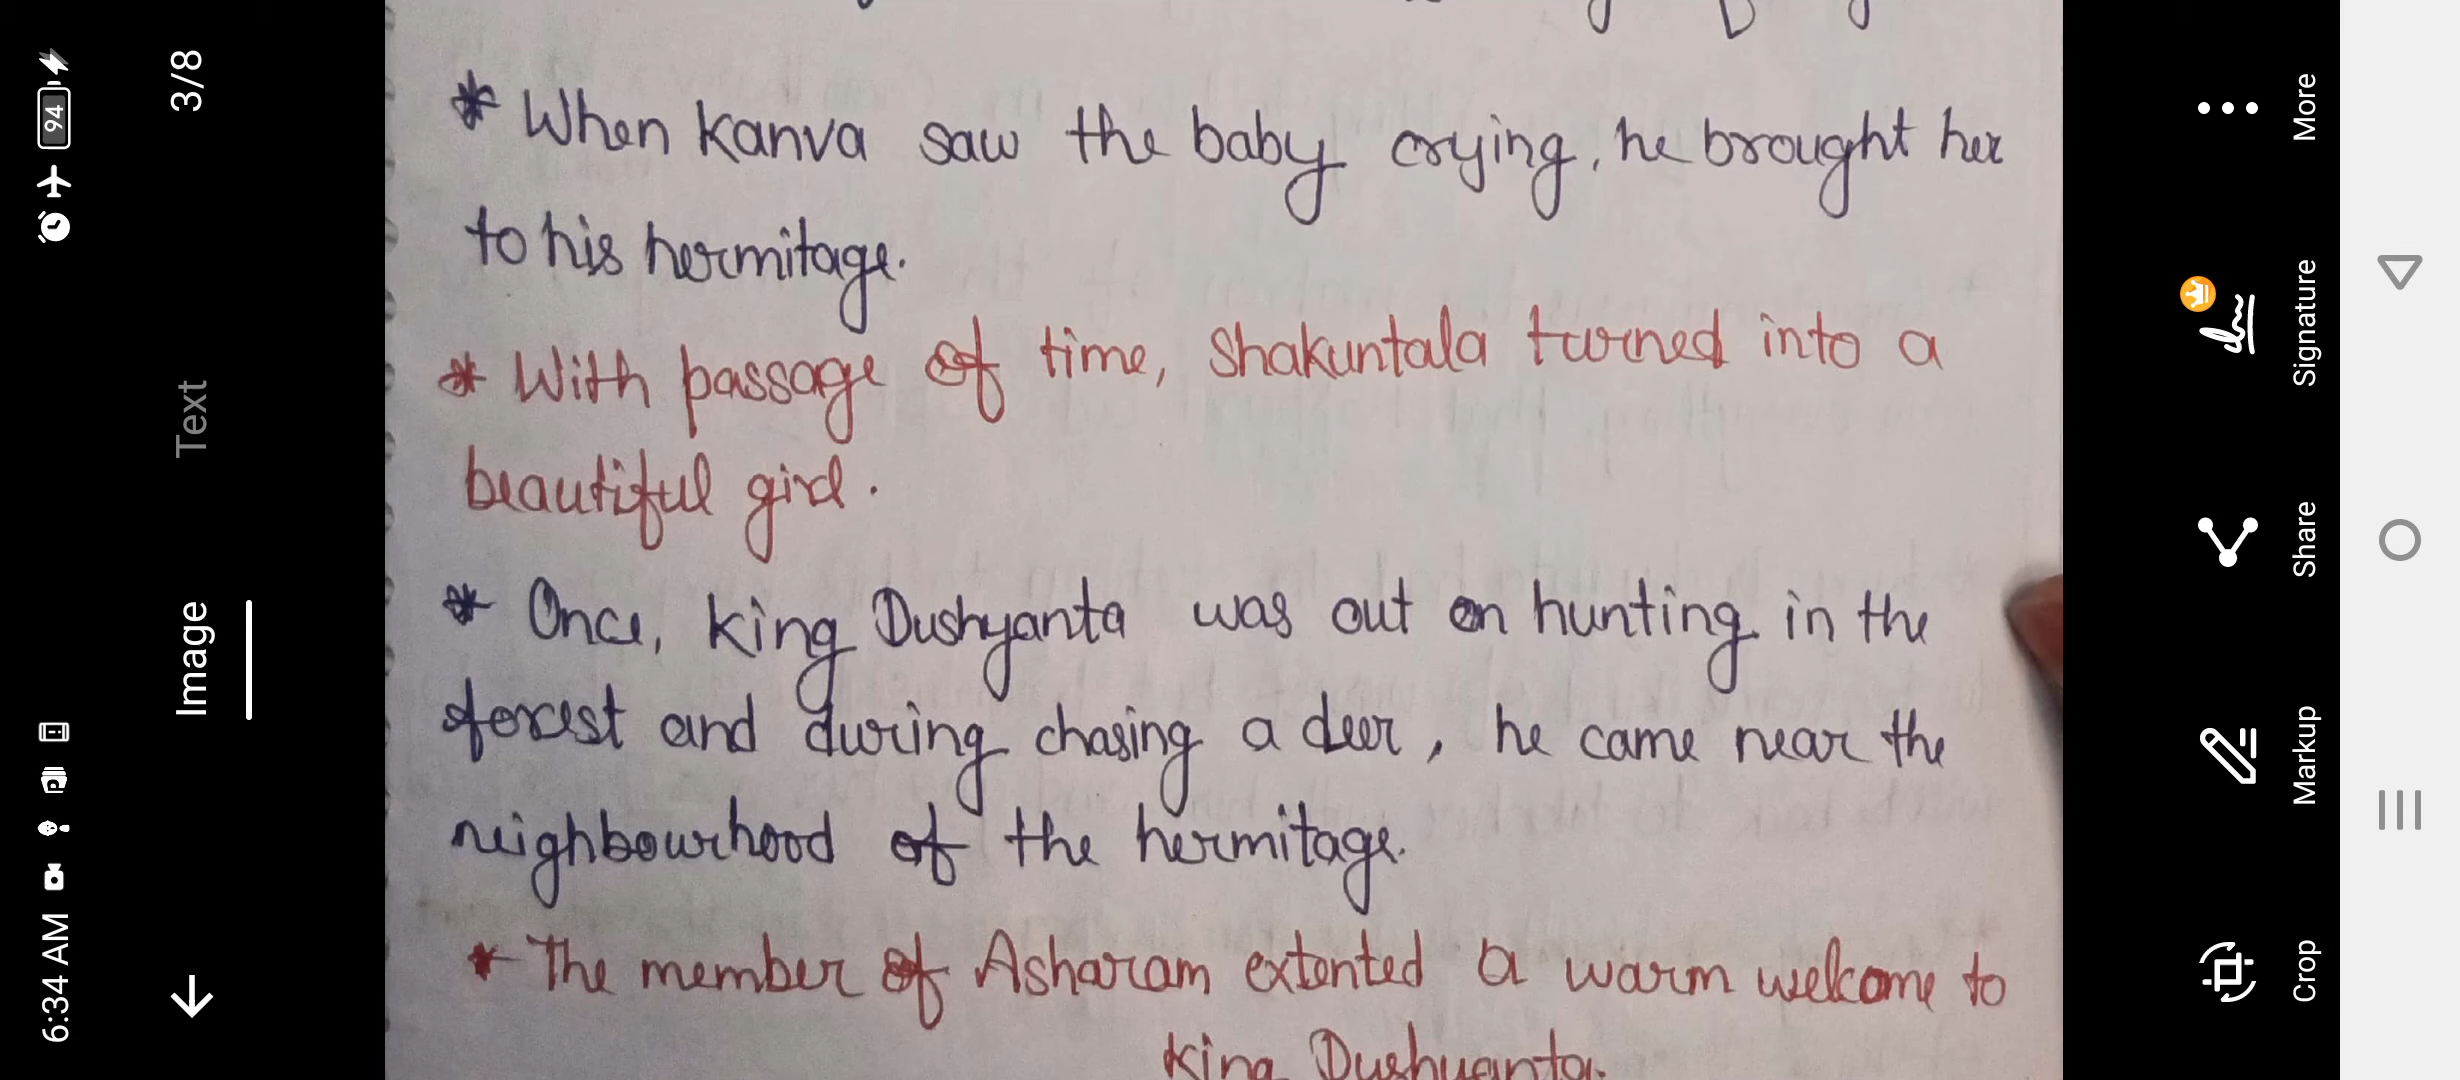 6:34 AM
94
3/8
Text
Image
* When Kanva saw the baby crying, he brought her
to his hermitage.
* With passage of time, Shakuntala turned into a
beautiful girl.
* Once, King Dushyanta was out on hunting in the
forest and during chasing a deer, he came near the
neighbourhood of the hermitage.
* The member of Asharam extented a warm welcome to
King Dushyanta.
More
Signature
Share
Markup
Crop